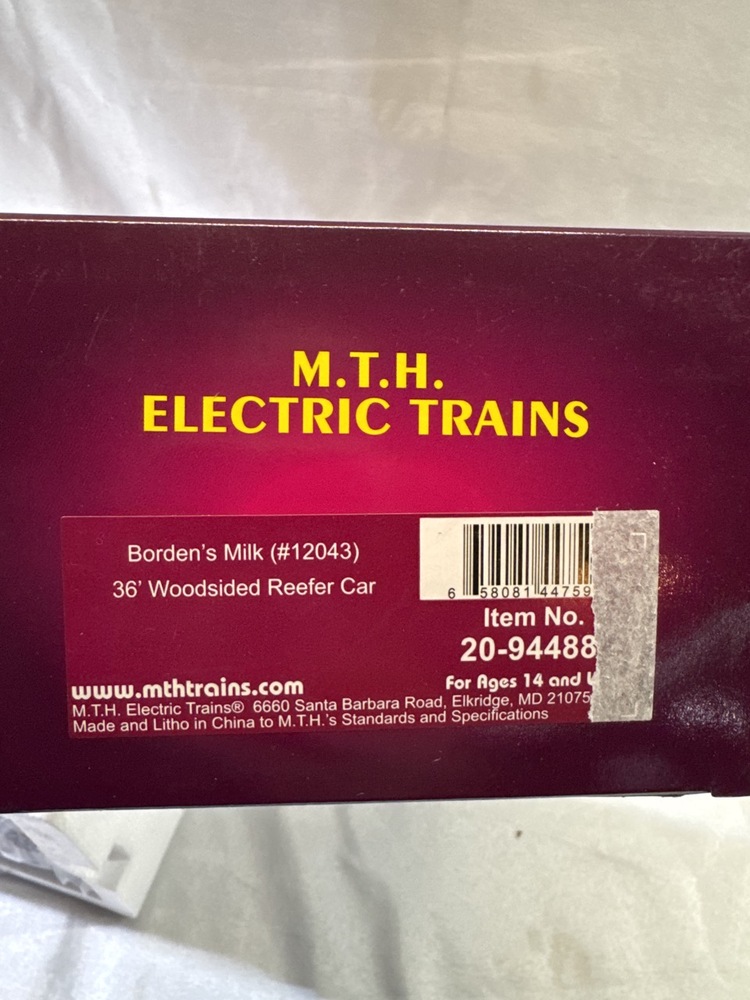 M.T.H.
ELECTRIC TRAINS
Borden's Milk (#12043)
36' Woodsided Reefer Car
6 58081 44759
Item No.
20-94488
For Ages 14 and
www.mthtrains.com
M.T.H. Electric Trains® 6660 Santa Barbara Road, Elkridge, MD 21075
Made and Litho in China to M.T.H.'s Standards and Specifications